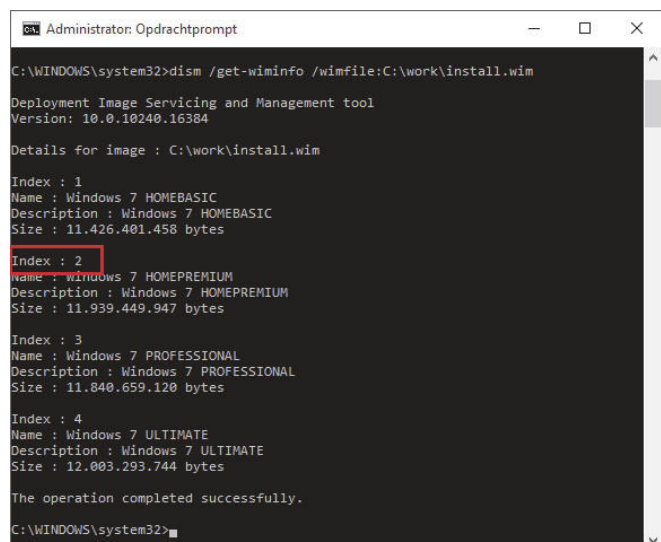 Administrator: Opdrachtprompt
C:\WINDOWS\system32>dism /get-wiminfo /wimfile:C:\work\install.wim
Deployment Image Servicing and Management tool
Version: 10.0.10240.16384
Details for image : C:\work\install.wim
Index : 1
Name : Windows 7 HOMEBASIC
Description : Windows 7 HOMEBASIC
Size : 11.426.401.458 bytes
Index : 2
Name : Windows 7 HOMEPREMIUM
Description : Windows 7 HOMEPREMIUM
Size : 11.939.449.947 bytes
Index : 3
Name : Windows 7 PROFESSIONAL
Description : Windows 7 PROFESSIONAL
Size : 11.840.659.120 bytes
Index : 4
Name : Windows 7 ULTIMATE
Description : Windows 7 ULTIMATE
Size : 12.003.293.744 bytes
The operation completed successfully.
C:\WINDOWS\system32>